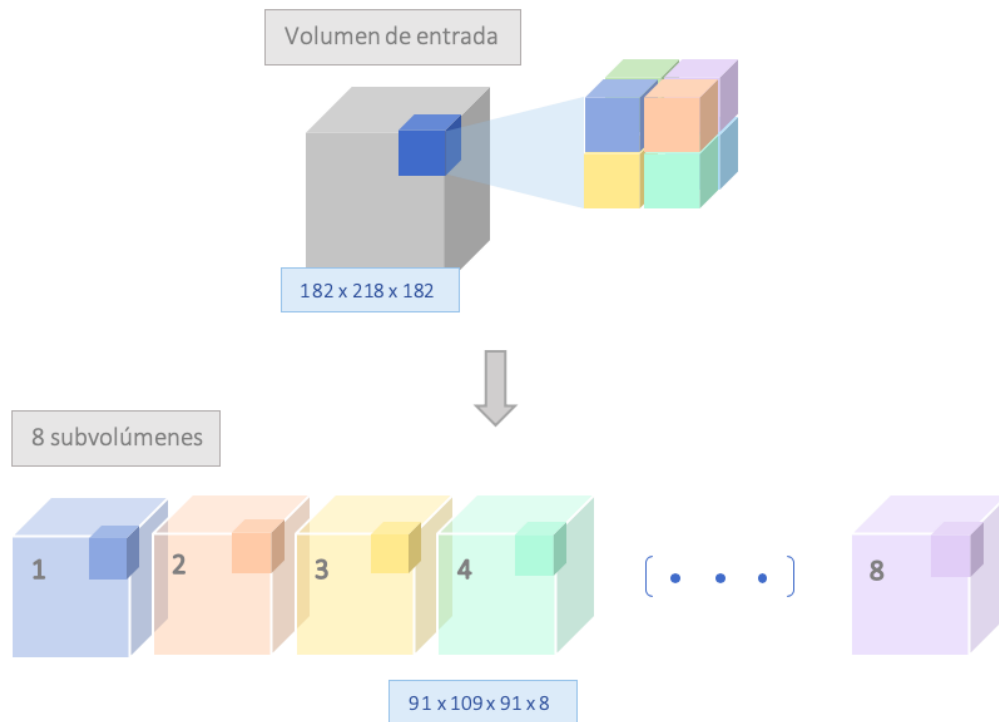 Volumen de entrada
182 x 218 x 182
8 subvolúmenes
1 2 3 4 8
91 x 109 x 91 x 8